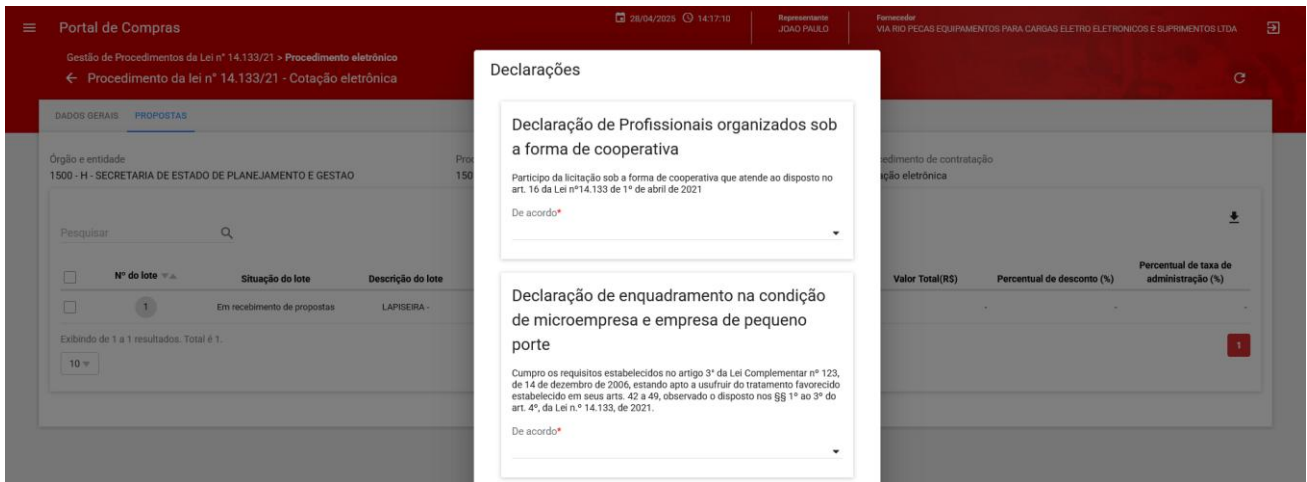 Portal de Compras
28/04/2025 14:17:10
Representante
JOAO PAULO
Fornecedor
VIA RIO PECAS EQUIPAMENTOS PARA CARGAS ELETRO ELETRONICOS E SUPRIMENTOS LTDA
Gestão de Procedimentos da Lei n° 14.133/21 > Procedimento eletrônico
Procedimento da lei n° 14.133/21 - Cotação eletrônica
DADOS GERAIS PROPOSTAS
Órgão e entidade
1500 - H - SECRETARIA DE ESTADO DE PLANEJAMENTO E GESTAO
Proc
150
edimento de contratação
ação eletrônica
Pesquisar
Nº do lote Situação do lote Descrição do lote Valor Total(R$) Percentual de desconto (%) Percentual de taxa de
administração (%)
1 Em recebimento de propostas LAPISEIRA - - - -
Exibindo de 1 a 1 resultados. Total é 1.
10
1
Declarações
Declaração de Profissionais organizados sob
a forma de cooperativa
Participo da licitação sob a forma de cooperativa que atende ao disposto no
art. 16 da Lei nº14.133 de 1º de abril de 2021
De acordo*
Declaração de enquadramento na condição
de microempresa e empresa de pequeno
porte
Cumpro os requisitos estabelecidos no artigo 3° da Lei Complementar nº 123,
de 14 de dezembro de 2006, estando apto a usufruir do tratamento favorecido
estabelecido em seus arts. 42 a 49, observado o disposto nos §§ 1º ao 3º do
art. 4º, da Lei n.º 14.133, de 2021.
De acordo*